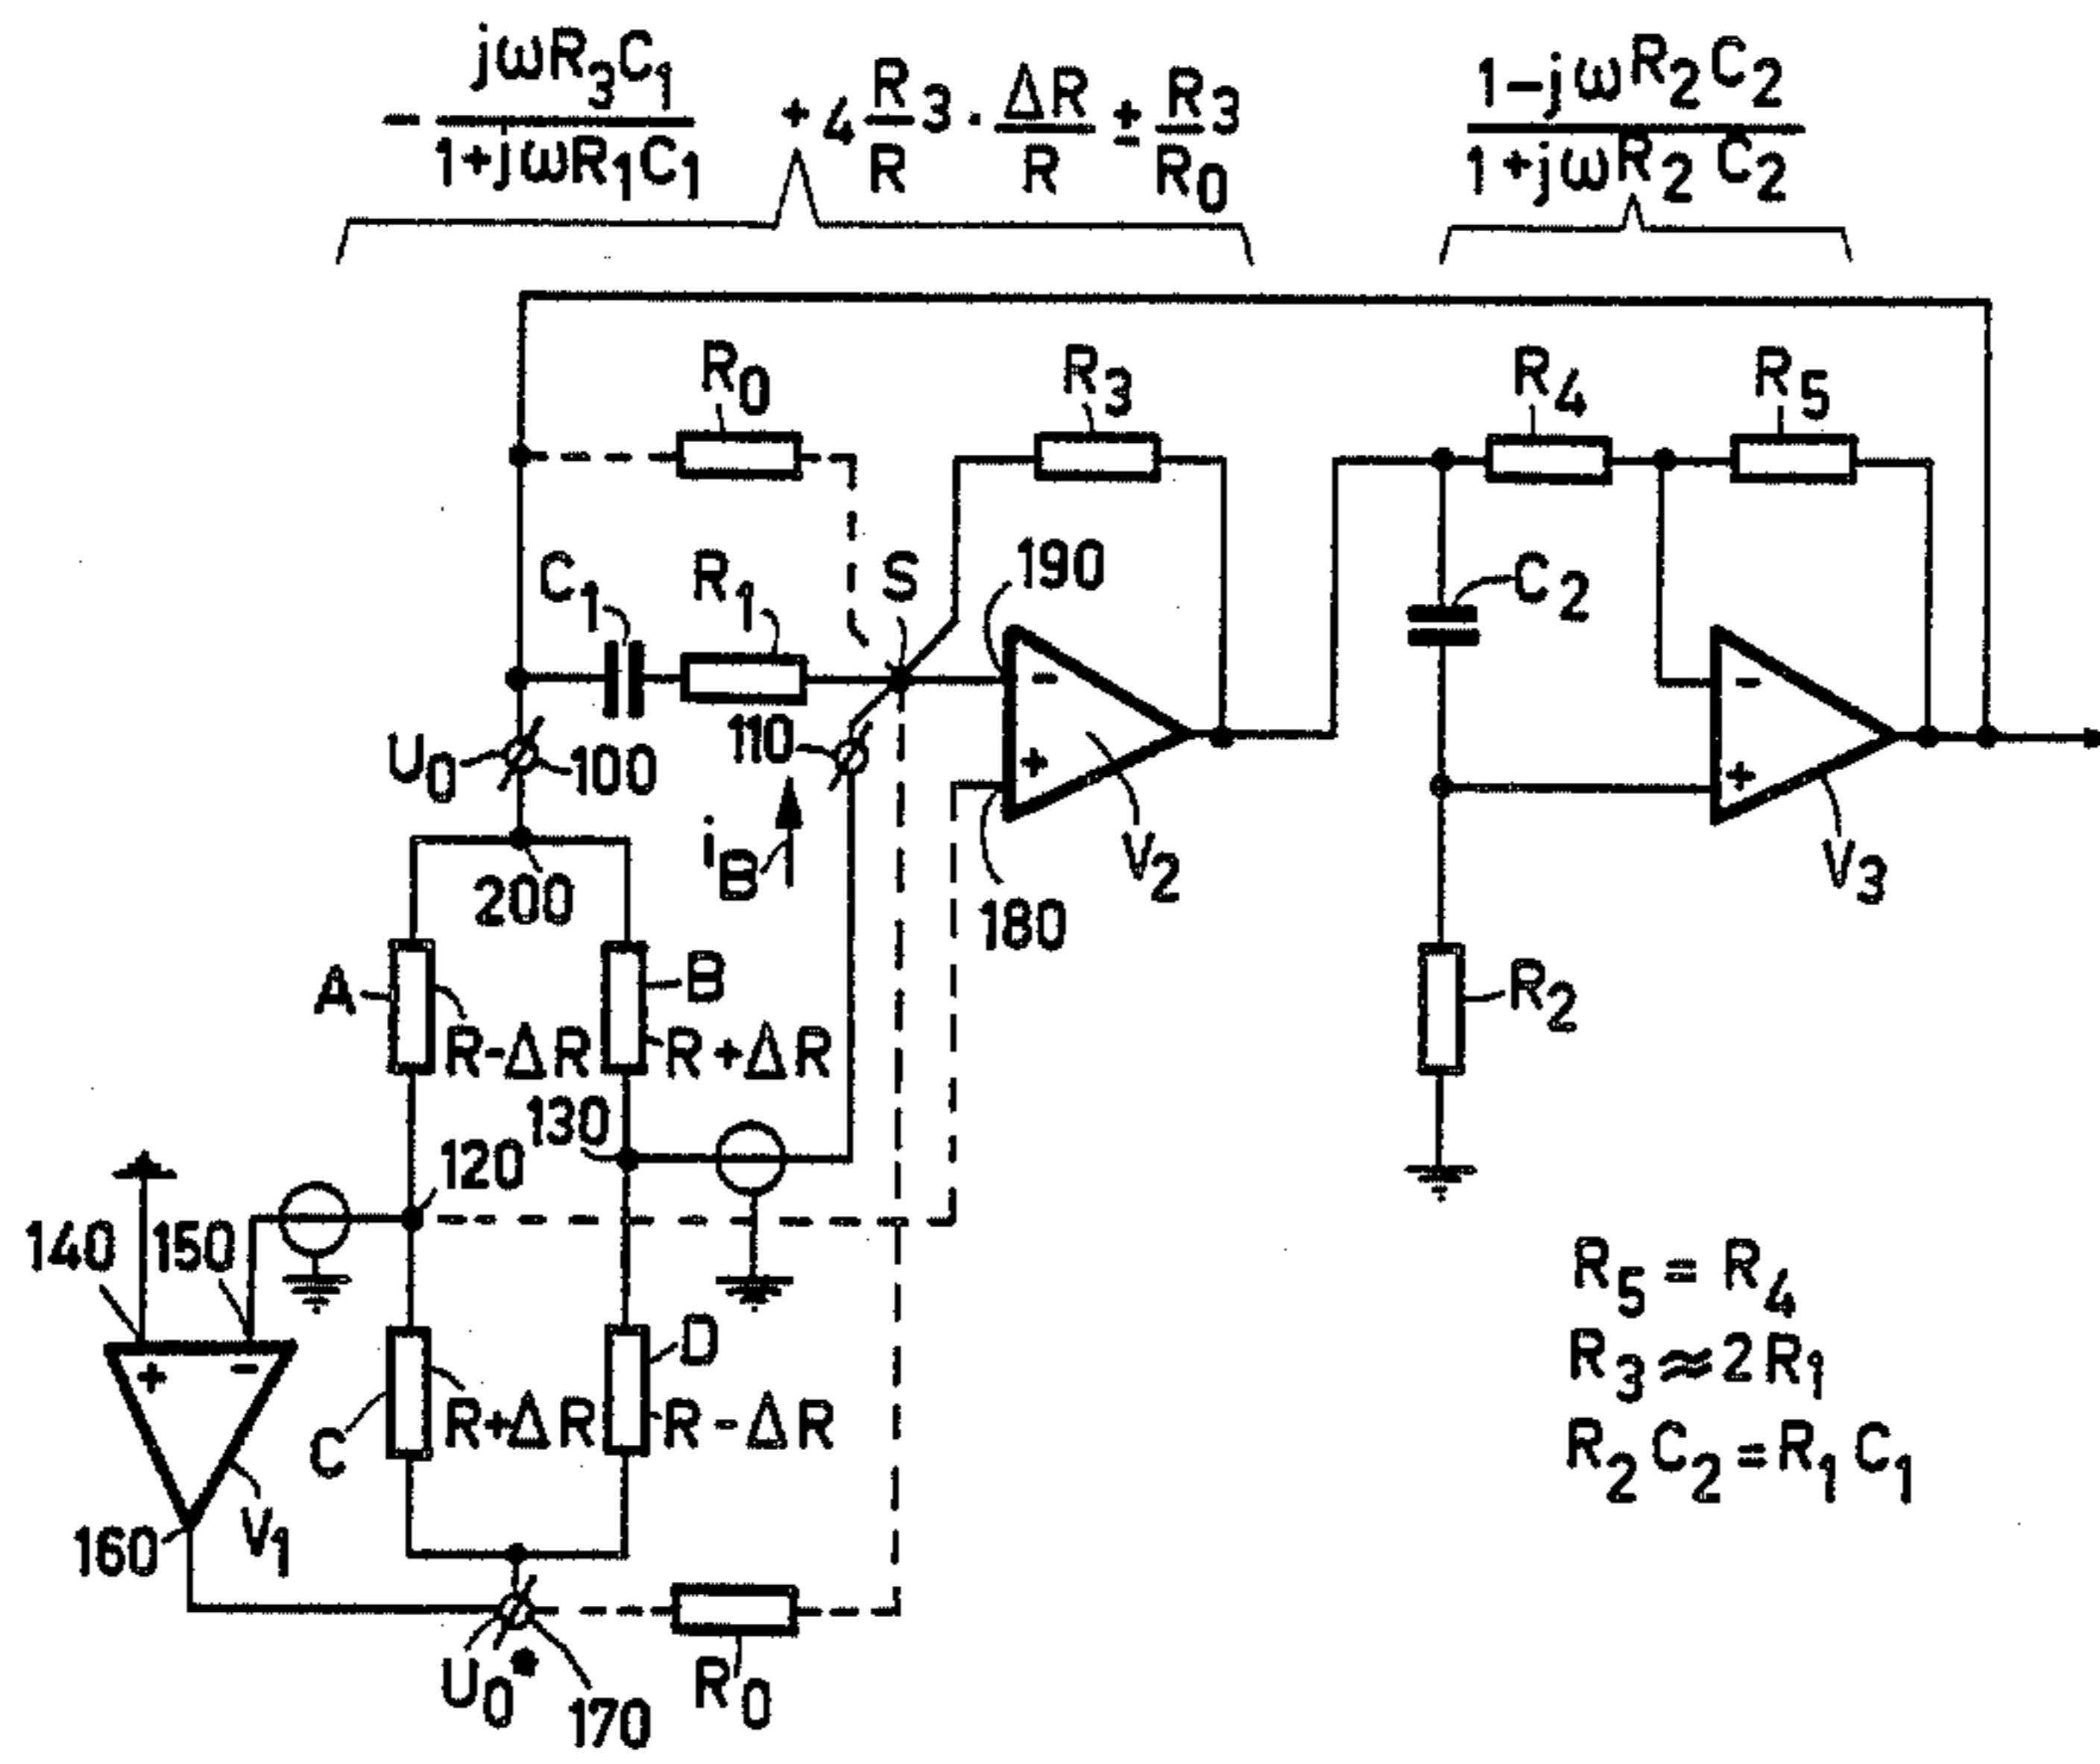 - jωR3C1 / 1+jωR1C1 + 4 R3/R · ΔR/R ± R3/R0
1-jωR2C2 / 1+jωR2C2
R0
R3
R4
R5
C1
R1
S
190
C2
U0
100
110
iB
-
+
V2
-
+
V3
200
180
A
B
R-ΔR
R+ΔR
R2
130
120
140
150
+
-
C
D
R+ΔR
R-ΔR
160
V1
U0*
170
R0
R5 = R4
R3 ≈ 2R1
R2C2 = R1C1